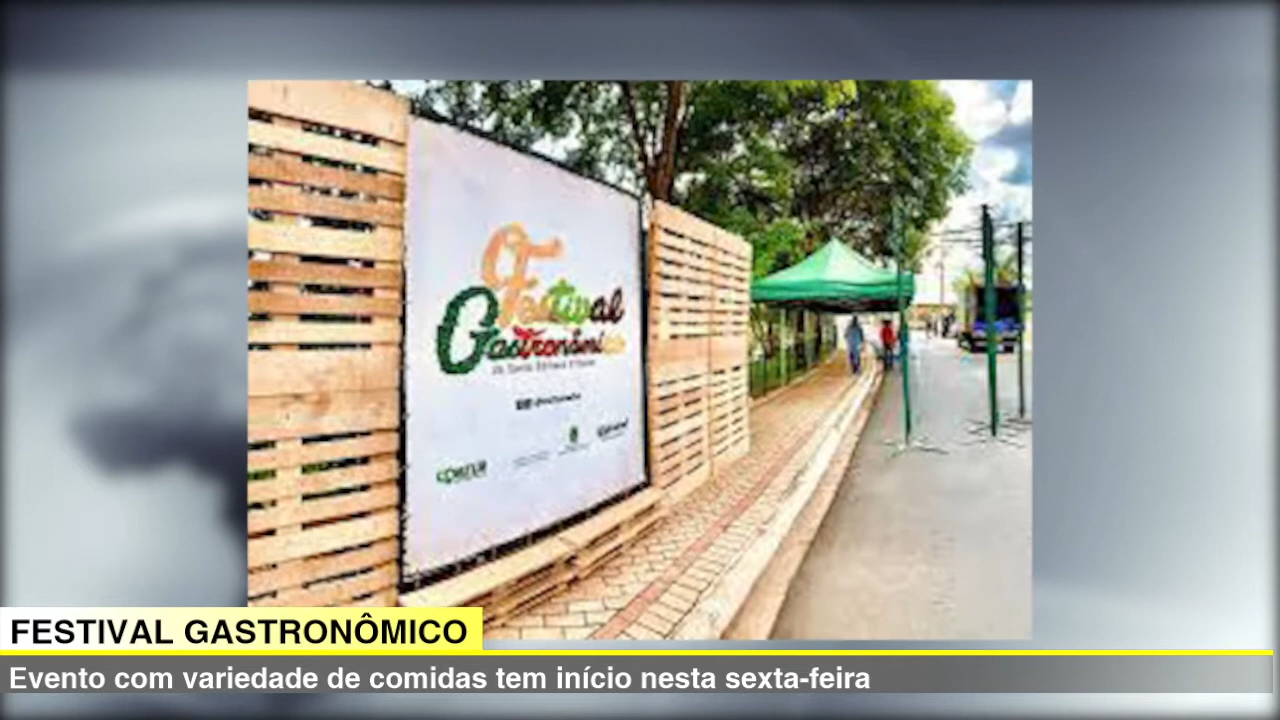 Festival
Gastronômico
FESTIVAL GASTRONÔMICO
Evento com variedade de comidas tem início nesta sexta-feira